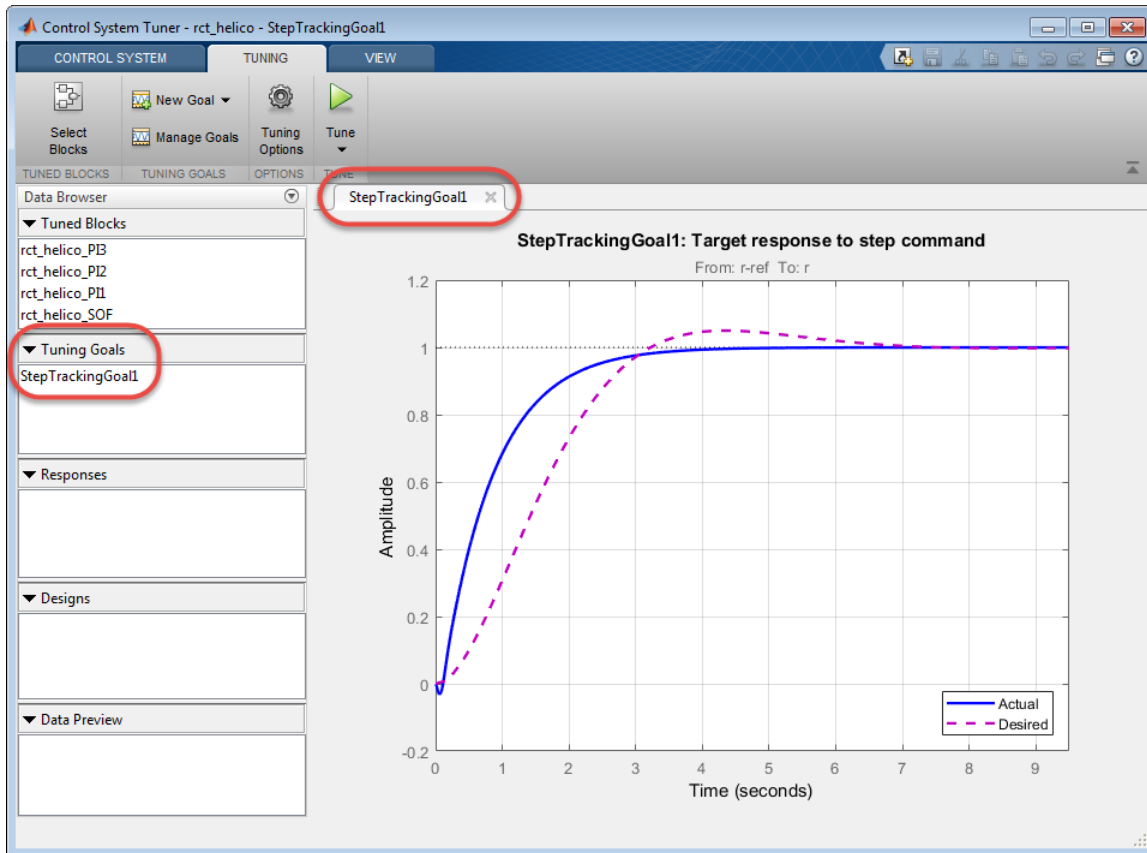 Control System Tuner - rct_helico - StepTrackingGoal1
CONTROL SYSTEM TUNING VIEW
New Goal
Select Blocks
Manage Goals
Tuning Options
Tune
TUNED BLOCKS TUNING GOALS OPTIONS TUNE
Data Browser
StepTrackingGoal1
Tuned Blocks
rct_helico_PI3
rct_helico_PI2
rct_helico_PI1
rct_helico_SOF
Tuning Goals
StepTrackingGoal1
Responses
Designs
Data Preview
StepTrackingGoal1: Target response to step command
From: r-ref To: r
Amplitude
1.2
1
0.8
0.6
0.4
0.2
0
-0.2
0 1 2 3 4 5 6 7 8 9
Time (seconds)
Actual
Desired